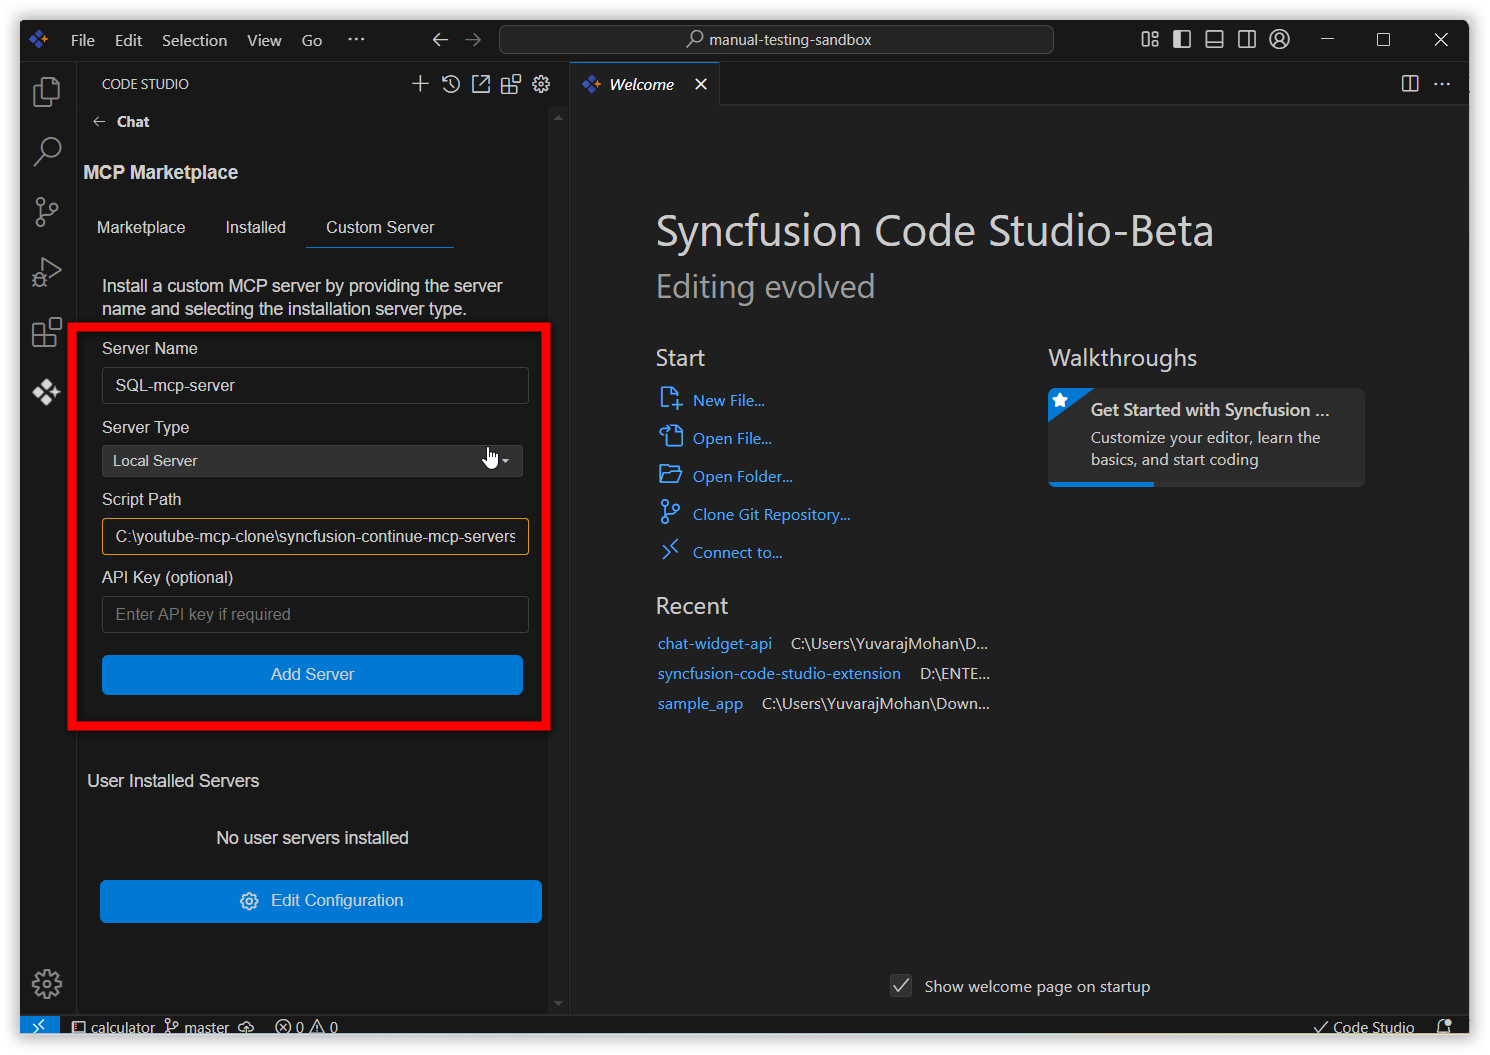 File Edit Selection View Go ···
manual-testing-sandbox
CODE STUDIO
Welcome
Chat
MCP Marketplace
Marketplace Installed Custom Server
Install a custom MCP server by providing the server
name and selecting the installation server type.
Server Name
SQL-mcp-server
Server Type
Local Server
Script Path
C:\youtube-mcp-clone\syncfusion-continue-mcp-servers
API Key (optional)
Enter API key if required
Add Server
User Installed Servers
No user servers installed
Edit Configuration
Syncfusion Code Studio-Beta
Editing evolved
Start
New File...
Open File...
Open Folder...
Clone Git Repository...
Connect to...
Recent
chat-widget-api C:\Users\YuvarajMohan\D...
syncfusion-code-studio-extension D:\ENTE...
sample_app C:\Users\YuvarajMohan\Down...
Walkthroughs
Get Started with Syncfusion ...
Customize your editor, learn the
basics, and start coding
Show welcome page on startup
calculator master 0 0
Code Studio